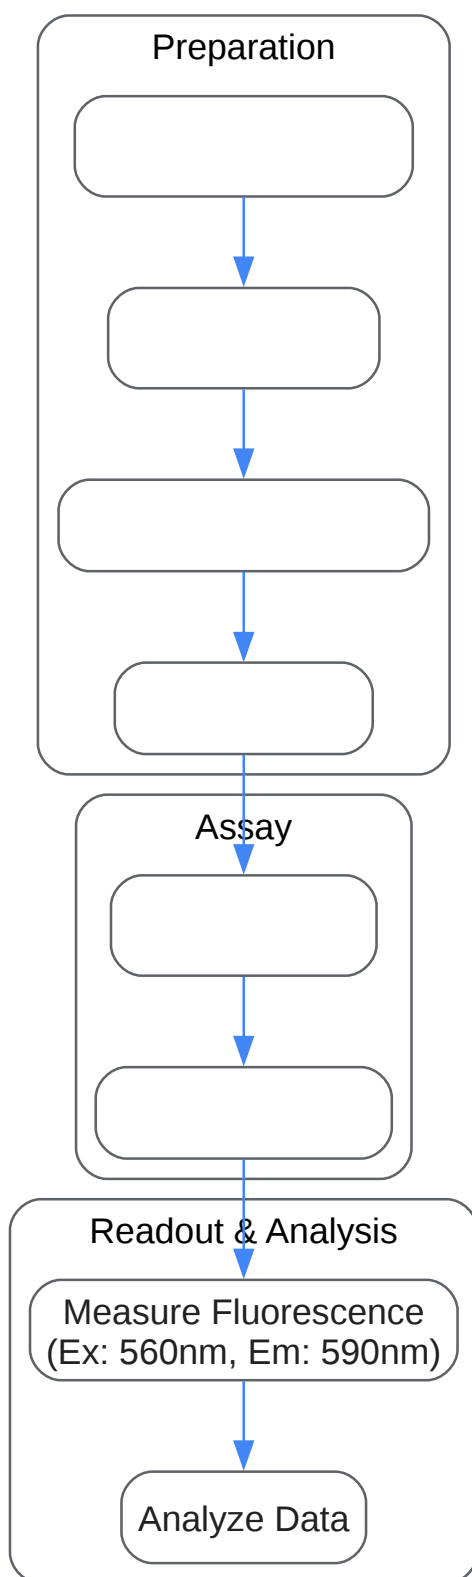 Preparation
Assay
Readout & Analysis
Measure Fluorescence
(Ex: 560nm, Em: 590nm)
Analyze Data